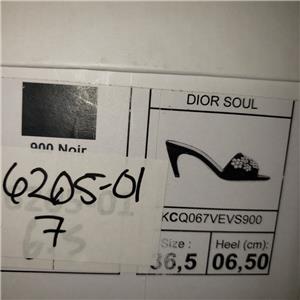 DIOR SOUL
900 Noir
6205-01
7
KCQ067VEVS900
Size :
Heel (cm):
36,5
06,50